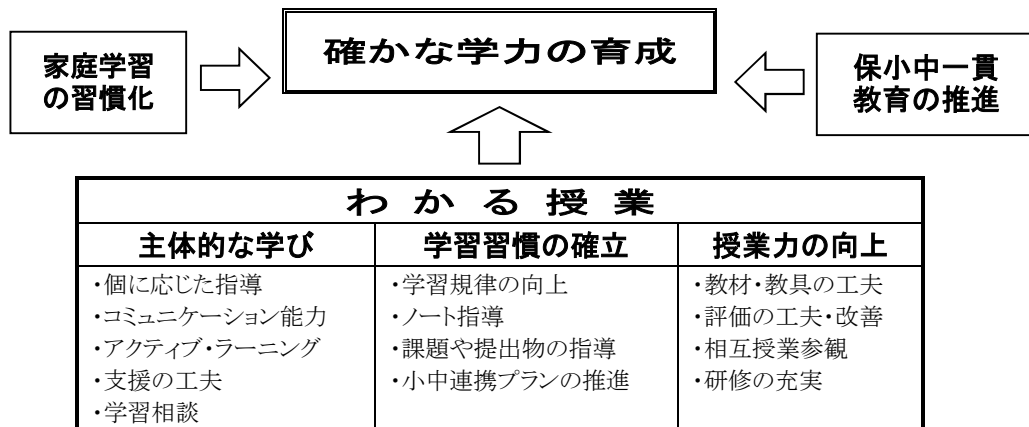 確かな学力の育成
家庭学習
の習慣化
保小中一貫
教育の推進
わかる授業
主体的な学び
・個に応じた指導
・コミュニケーション能力
・アクティブ・ラーニング
・支援の工夫
・学習相談
学習習慣の確立
・学習規律の向上
・ノート指導
・課題や提出物の指導
・小中連携プランの推進
授業力の向上
・教材・教具の工夫
・評価の工夫・改善
・相互授業参観
・研修の充実